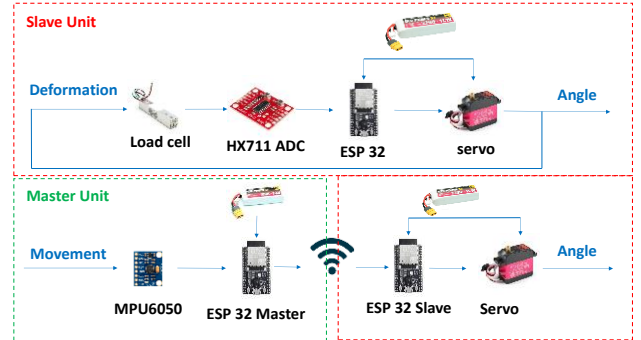 Slave Unit
Deformation
Angle
Load cell
HX711 ADC
ESP 32
servo
Master Unit
Movement
Angle
MPU6050
ESP 32 Master
ESP 32 Slave
Servo